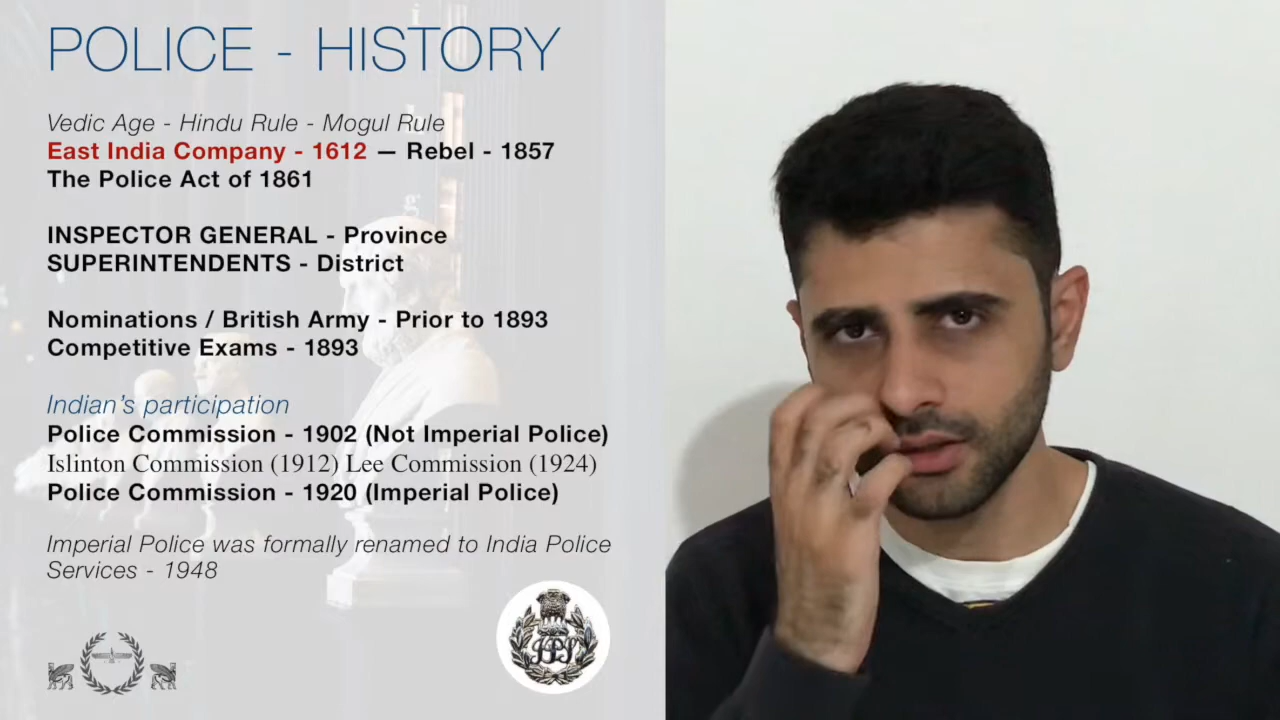 POLICE - HISTORY
Vedic Age - Hindu Rule - Mogul Rule
East India Company - 1612 — Rebel - 1857
The Police Act of 1861
INSPECTOR GENERAL - Province
SUPERINTENDENTS - District
Nominations / British Army - Prior to 1893
Competitive Exams - 1893
Indian's participation
Police Commission - 1902 (Not Imperial Police)
Islinton Commission (1912) Lee Commission (1924)
Police Commission - 1920 (Imperial Police)
Imperial Police was formally renamed to India Police
Services - 1948
IPS